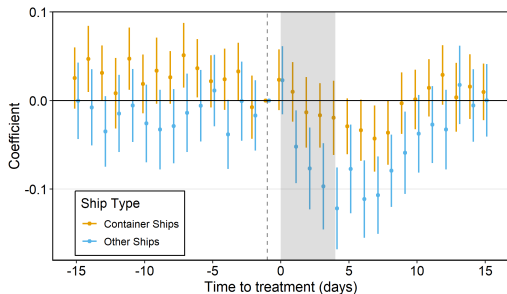 0.1
0.0
-0.1
Coefficient
Ship Type
Container Ships
Other Ships
-15
-10
-5
0
5
10
15
Time to treatment (days)